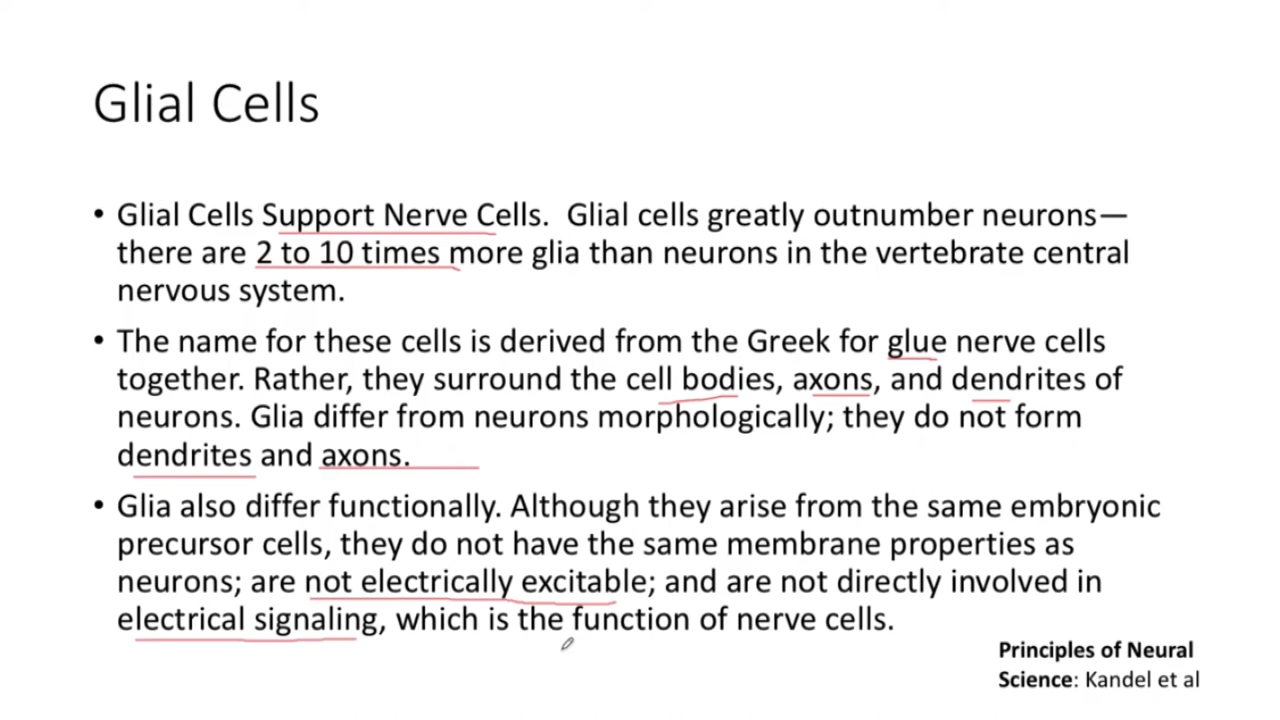 Glial Cells
• Glial Cells Support Nerve Cells.  Glial cells greatly outnumber neurons—
there are 2 to 10 times more glia than neurons in the vertebrate central
nervous system.
• The name for these cells is derived from the Greek for glue nerve cells
together. Rather, they surround the cell bodies, axons, and dendrites of
neurons. Glia differ from neurons morphologically; they do not form
dendrites and axons.
• Glia also differ functionally. Although they arise from the same embryonic
precursor cells, they do not have the same membrane properties as
neurons; are not electrically excitable; and are not directly involved in
electrical signaling, which is the function of nerve cells.
Principles of Neural
Science: Kandel et al